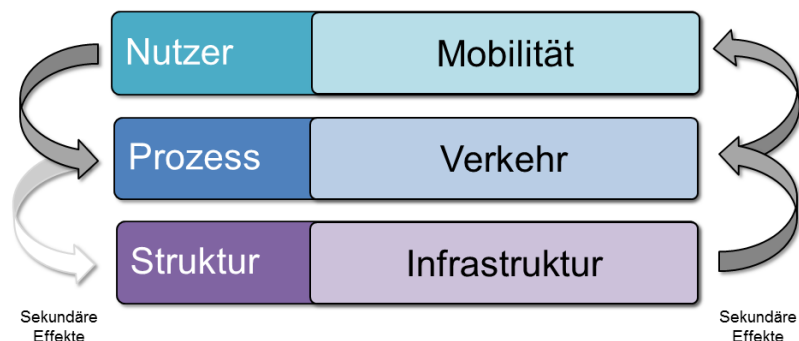 Nutzer Mobilität
Prozess Verkehr
Struktur Infrastruktur
Sekundäre Effekte
Sekundäre Effekte